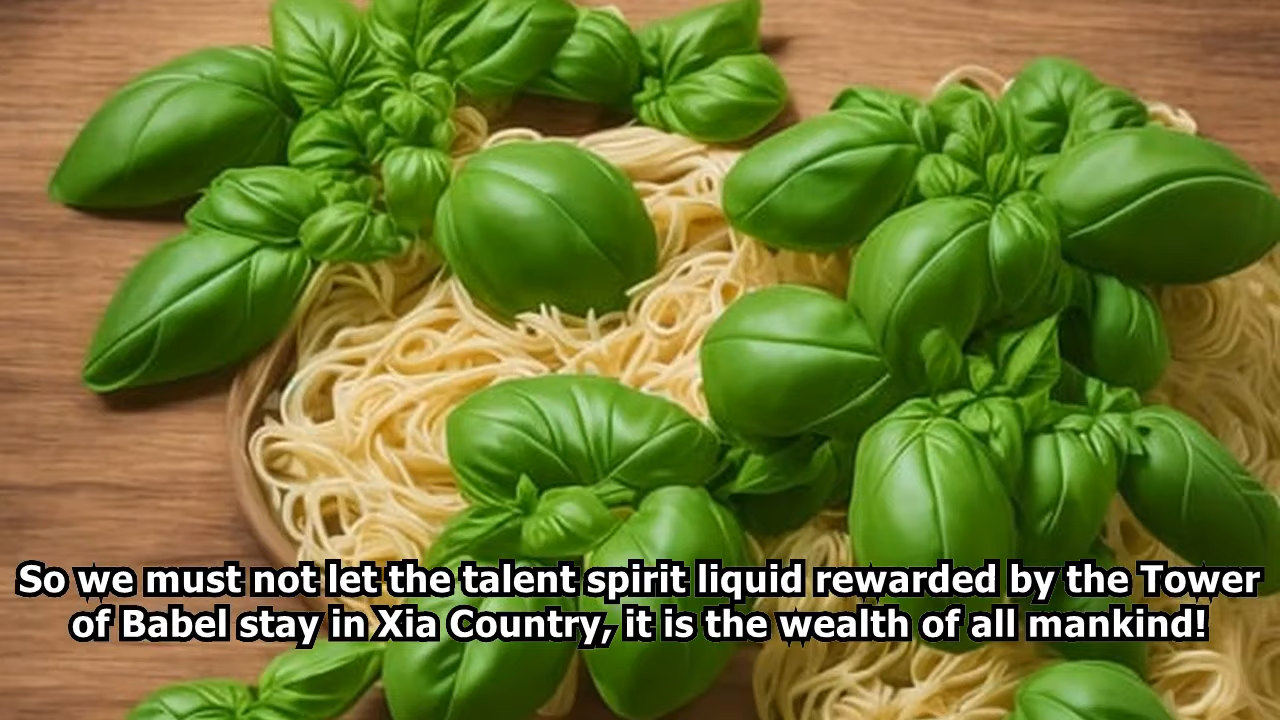 So we must not let the talent spirit liquid rewarded by the Tower
of Babel stay in Xia Country, it is the wealth of all mankind!